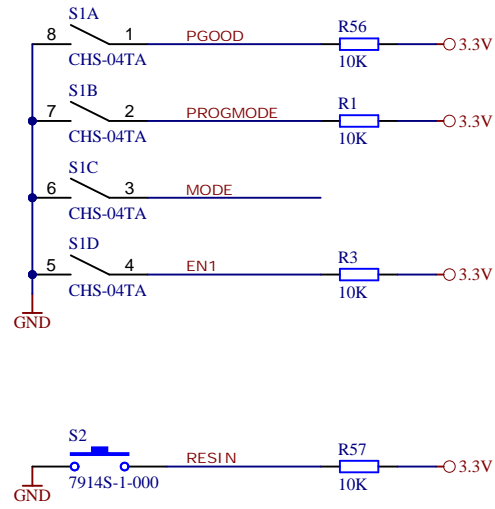 S1A
8 1 PGOOD R56 3.3V
CHS-04TA 10K
S1B
7 2 PROGMODE R1 3.3V
CHS-04TA 10K
S1C
6 3 MODE
CHS-04TA
S1D
5 4 EN1 R3 3.3V
CHS-04TA 10K
GND
S2
RESIN R57 3.3V
7914S-1-000 10K
GND